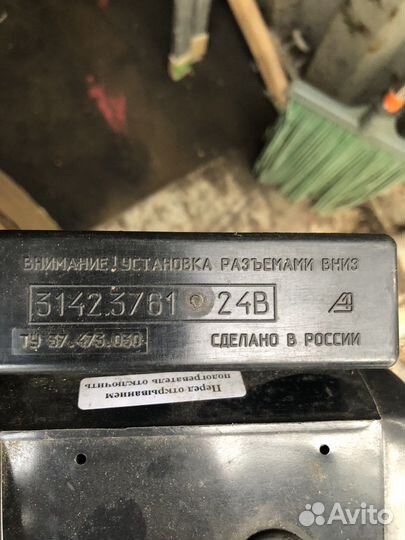 ВНИМАНИЕ! УСТАНОВКА РАЗЪЕМАМИ ВНИЗ
3142.3761 24В
ТУ 37.473.030 СДЕЛАНО В РОССИИ
Перед открыванием
подогреватель отключить
Avito